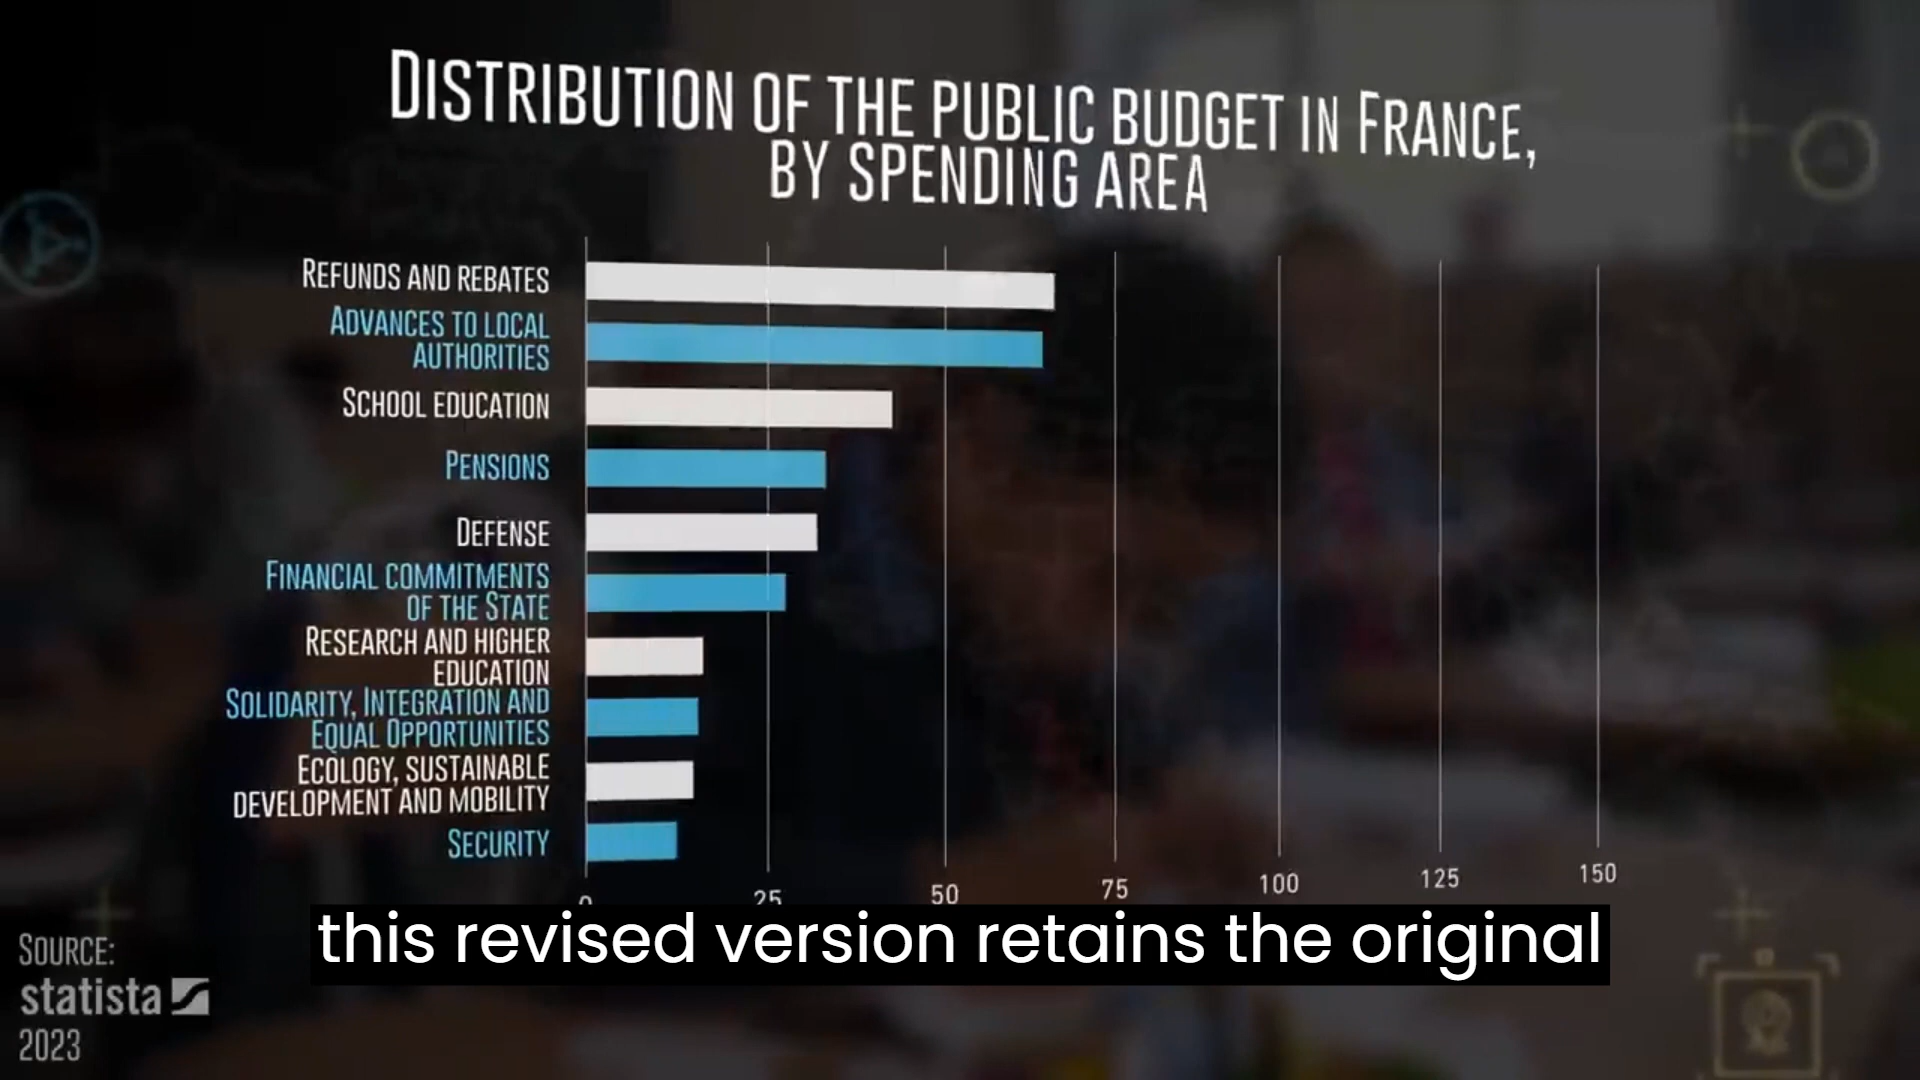 DISTRIBUTION OF THE PUBLIC BUDGET IN FRANCE,
BY SPENDING AREA
REFUNDS AND REBATES
ADVANCES TO LOCAL
AUTHORITIES
SCHOOL EDUCATION
PENSIONS
DEFENSE
FINANCIAL COMMITMENTS
OF THE STATE
RESEARCH AND HIGHER
EDUCATION
SOLIDARITY, INTEGRATION AND
EQUAL OPPORTUNITIES
ECOLOGY, SUSTAINABLE
DEVELOPMENT AND MOBILITY
SECURITY
0 25 50 75 100 125 150
this revised version retains the original
SOURCE:
statista
2023